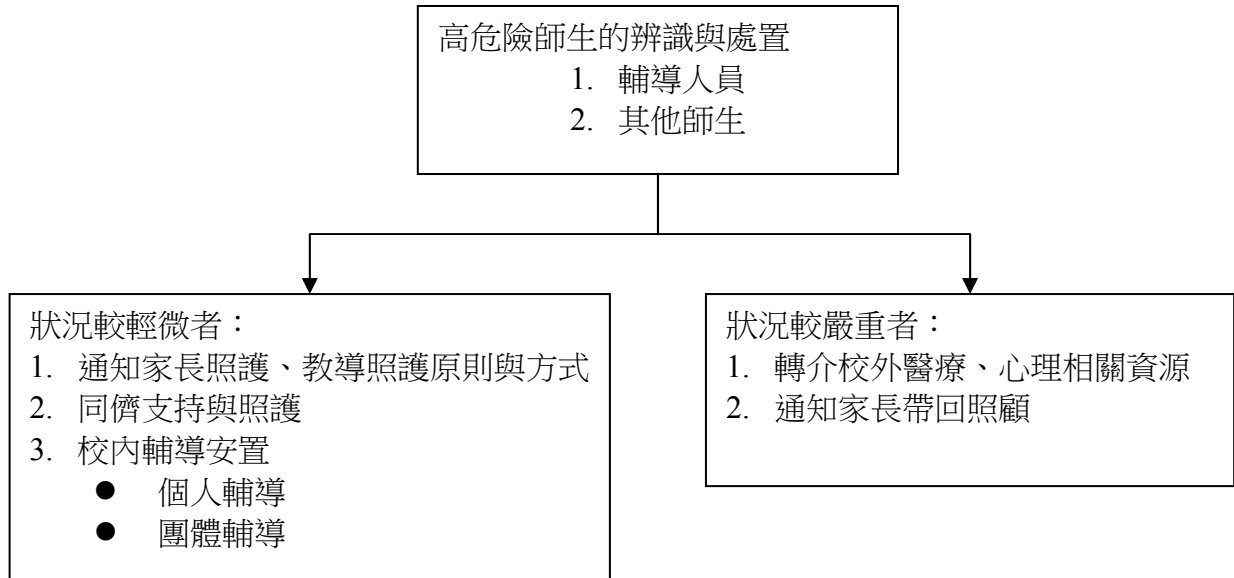 高危險師生的辨識與處置
1. 輔導人員
2. 其他師生
狀況較輕微者：
1. 通知家長照護、教導照護原則與方式
2. 同儕支持與照護
3. 校內輔導安置
● 個人輔導
● 團體輔導
狀況較嚴重者：
1. 轉介校外醫療、心理相關資源
2. 通知家長帶回照顧